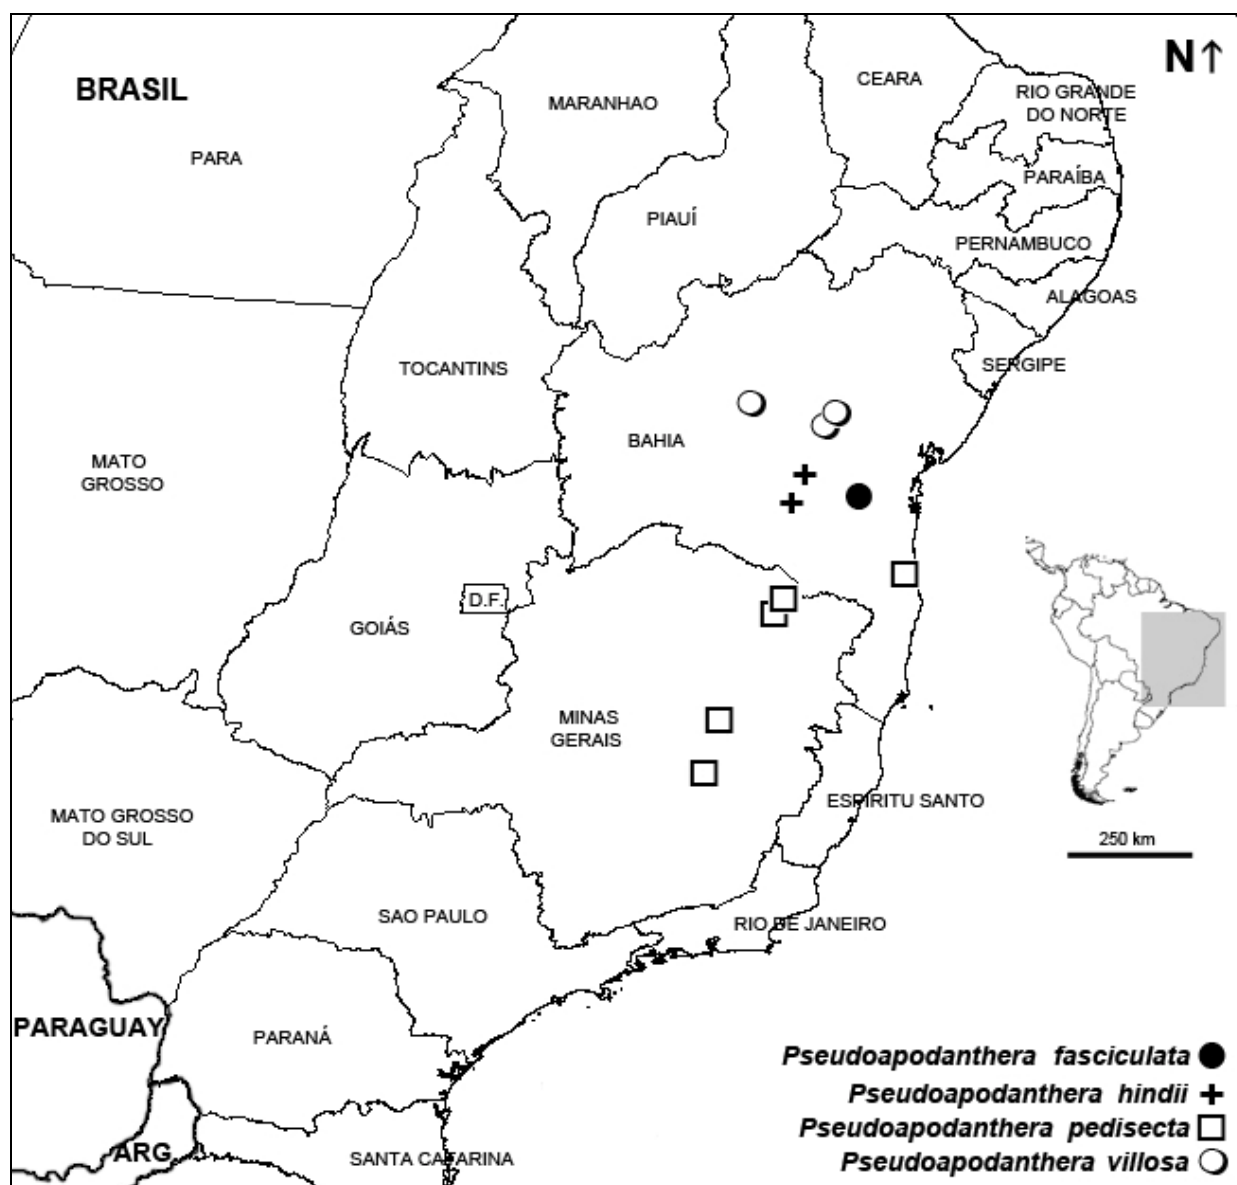 N↑
BRASIL
CEARA
MARANHAO
RIO GRANDE
DO NORTE
PARA
PARAÍBA
PIAUÍ
PERNAMBUCO
ALAGOAS
TOCANTINS
SERGIPE
BAHIA
MATO
GROSSO
D.F.
GOIÁS
MINAS
GERAIS
ESPIRITU SANTO
MATO GROSSO
DO SUL
250 km
SAO PAULO
RIO DE JANEIRO
PARAGUAY
PARANÁ
Pseudoapodanthera fasciculata
Pseudoapodanthera hindii
Pseudoapodanthera pedisecta
ARG.
SANTA CATARINA
Pseudoapodanthera villosa